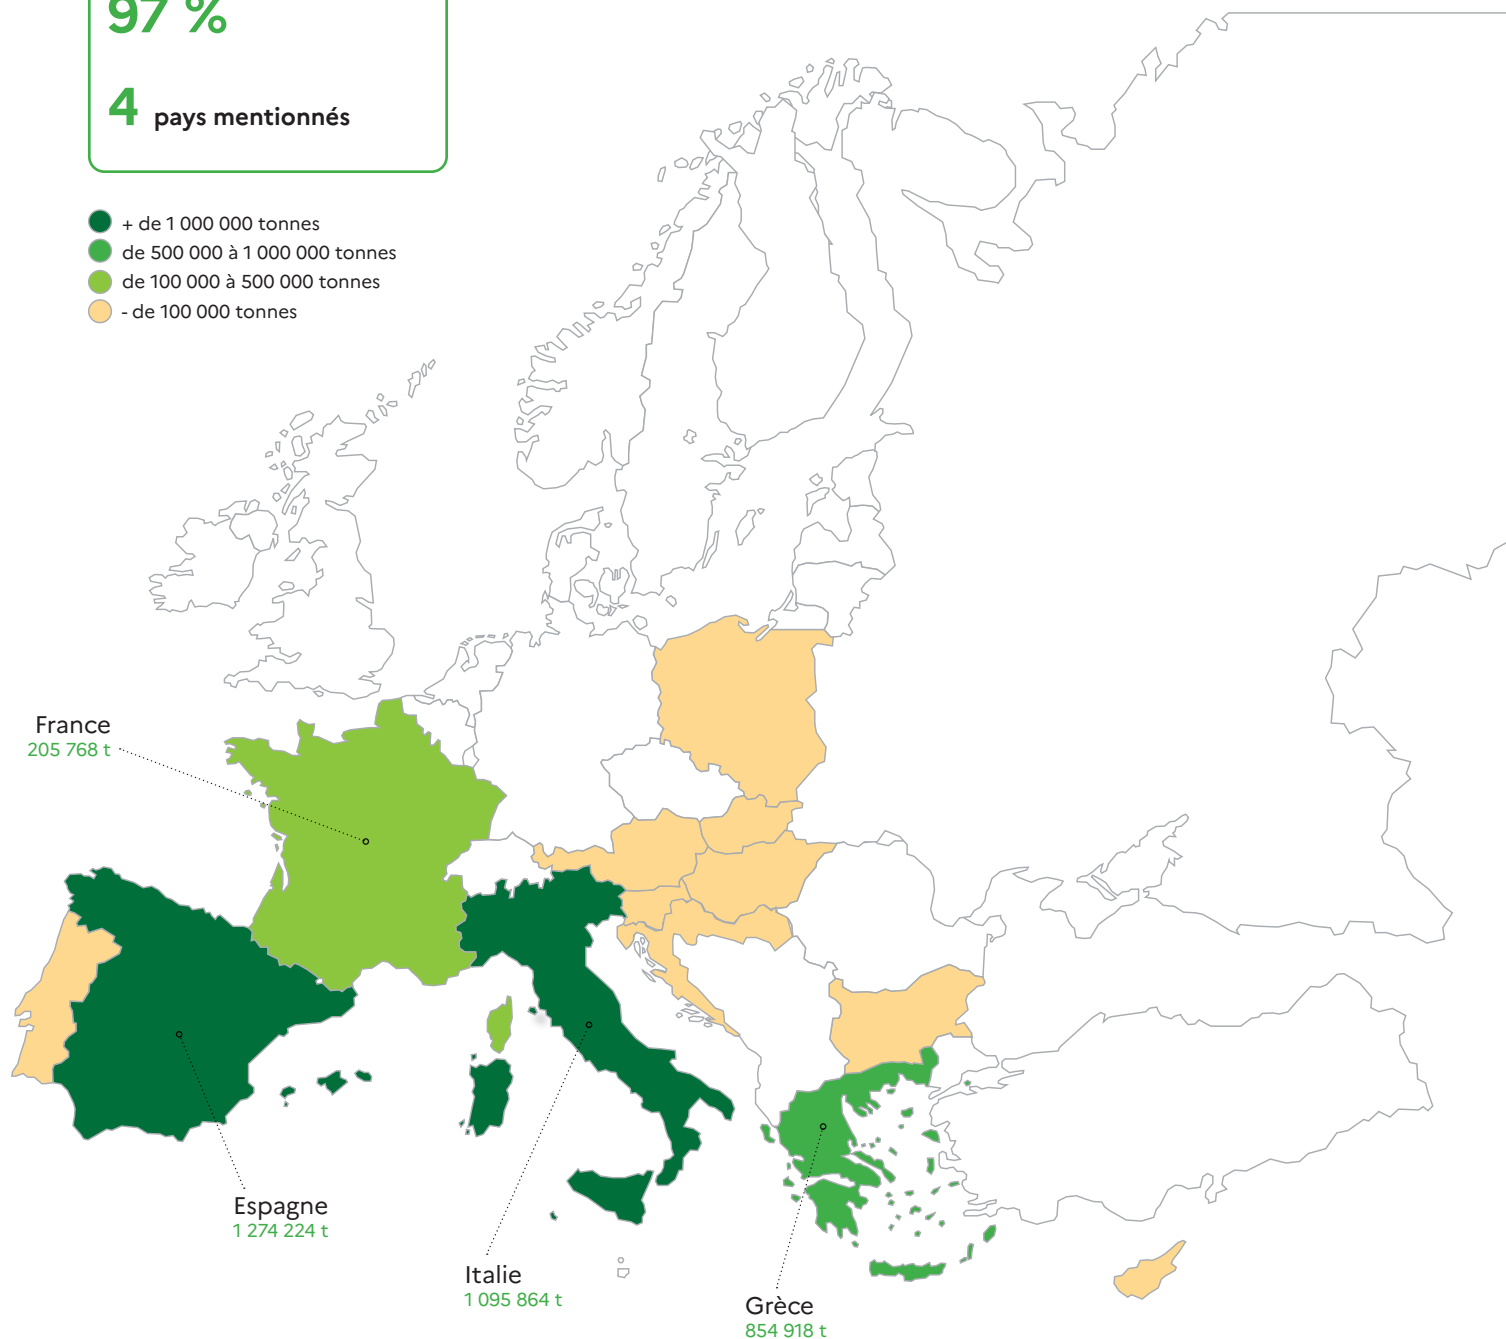 97 %
4 pays mentionnés
+ de 1 000 000 tonnes
de 500 000 à 1 000 000 tonnes
de 100 000 à 500 000 tonnes
- de 100 000 tonnes
France
205 768 t
Espagne
1 274 224 t
Italie
1 095 864 t
Grèce
854 918 t